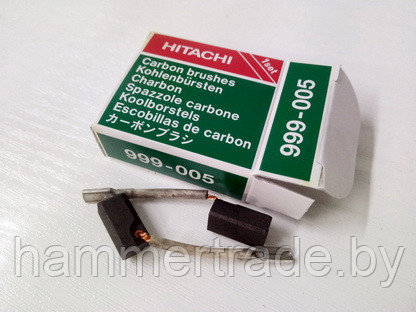 HITACHI
1set
Carbon brushes
Kohlenbürsten
Charbon
Spazzole carbone
Koolborstels
Escobillas de carbon
カーボンブラシ
999-005
999-005
hammertrade.by